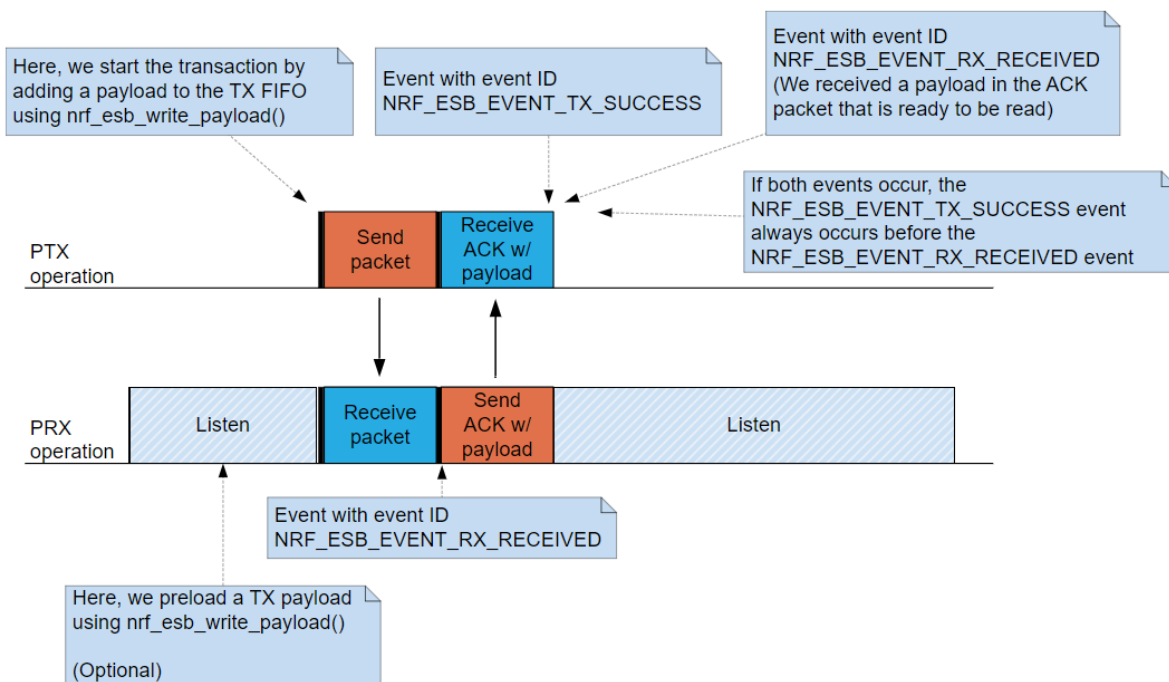 Here, we start the transaction by
adding a payload to the TX FIFO
using nrf_esb_write_payload()
Event with event ID
NRF_ESB_EVENT_TX_SUCCESS
Event with event ID
NRF_ESB_EVENT_RX_RECEIVED
(We received a payload in the ACK
packet that is ready to be read)
If both events occur, the
NRF_ESB_EVENT_TX_SUCCESS event
always occurs before the
NRF_ESB_EVENT_RX_RECEIVED event
PTX
operation
Send
packet
Receive
ACK w/
payload
PRX
operation
Listen
Receive
packet
Send
ACK w/
payload
Listen
Event with event ID
NRF_ESB_EVENT_RX_RECEIVED
Here, we preload a TX payload
using nrf_esb_write_payload()
(Optional)